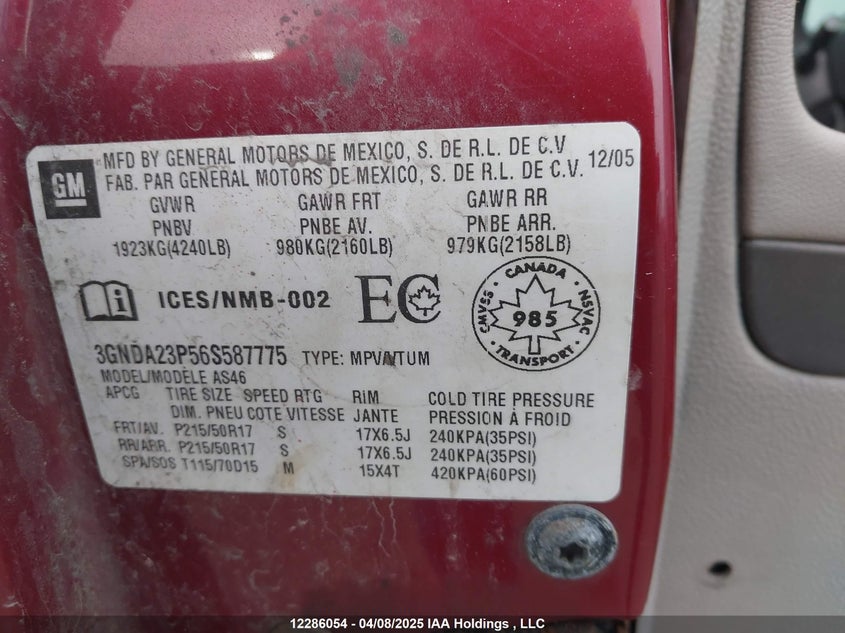 GM
MFD BY GENERAL MOTORS DE MEXICO, S. DE R.L. DE C.V
FAB. PAR GENERAL MOTORS DE MEXICO, S. DE R.L. DE C.V. 12/05
GVWR GAWR FRT GAWR RR
PNBV PNBE AV. PNBE ARR.
1923KG(4240LB) 980KG(2160LB) 979KG(2158LB)
i ICES/NMB-002 EC
CANADA
CMVSS 985 NSVAC
TRANSPORT
3GNDA23P56S587775 TYPE: MPV/VTUM
MODEL/MODÈLE AS46
APCG TIRE SIZE SPEED RTG RIM COLD TIRE PRESSURE
DIM. PNEU COTE VITESSE JANTE PRESSION À FROID
FRT/AV. P215/50R17 S 17X6.5J 240KPA(35PSI)
RR/ARR. P215/50R17 S 17X6.5J 240KPA(35PSI)
SPA/SOS T115/70D15 M 15X4T 420KPA(60PSI)
12286054 - 04/08/2025 IAA Holdings , LLC